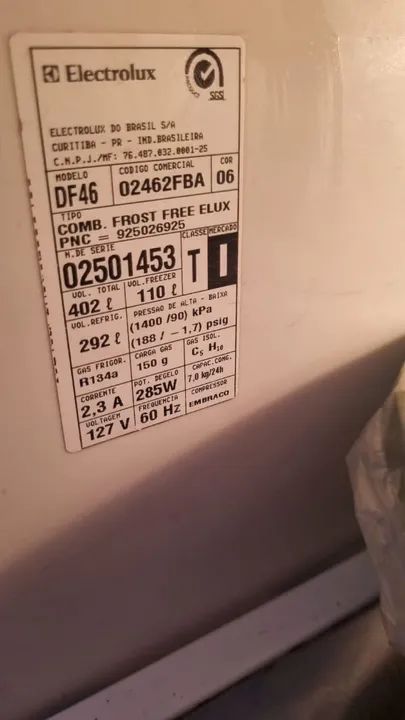 Electrolux
PRODUCT
SGS
ELECTROLUX DO BRASIL S/A
CURITIBA - PR - IND.BRASILEIRA
C.N.P.J./MF: 76.487.032.0001-25
MODELO
DF46
CODIGO COMERCIAL
02462FBA
COR
06
TIPO
COMB. FROST FREE ELUX
PNC = 925026925
N.DE SERIE
02501453
CLASSE
T
MERCADO
I
VOL. TOTAL
402 ℓ
VOL.FREEZER
110 ℓ
VOL.REFRIG.
292 ℓ
PRESSAO DE ALTA - BAIXA
(1400 /90) kPa
(188 / - 1,7) psig
GAS FRIGOR.
R134a
CARGA GAS
150 g
GAS ISOL.
C₅ H₁₀
CORRENTE
2,3 A
POT. DEGELO
285W
CAPAC.CONG.
7.0 kg/24h
VOLTAGEM
127 V
FREQUENCIA
60 Hz
COMPRESSOR
EMBRACO